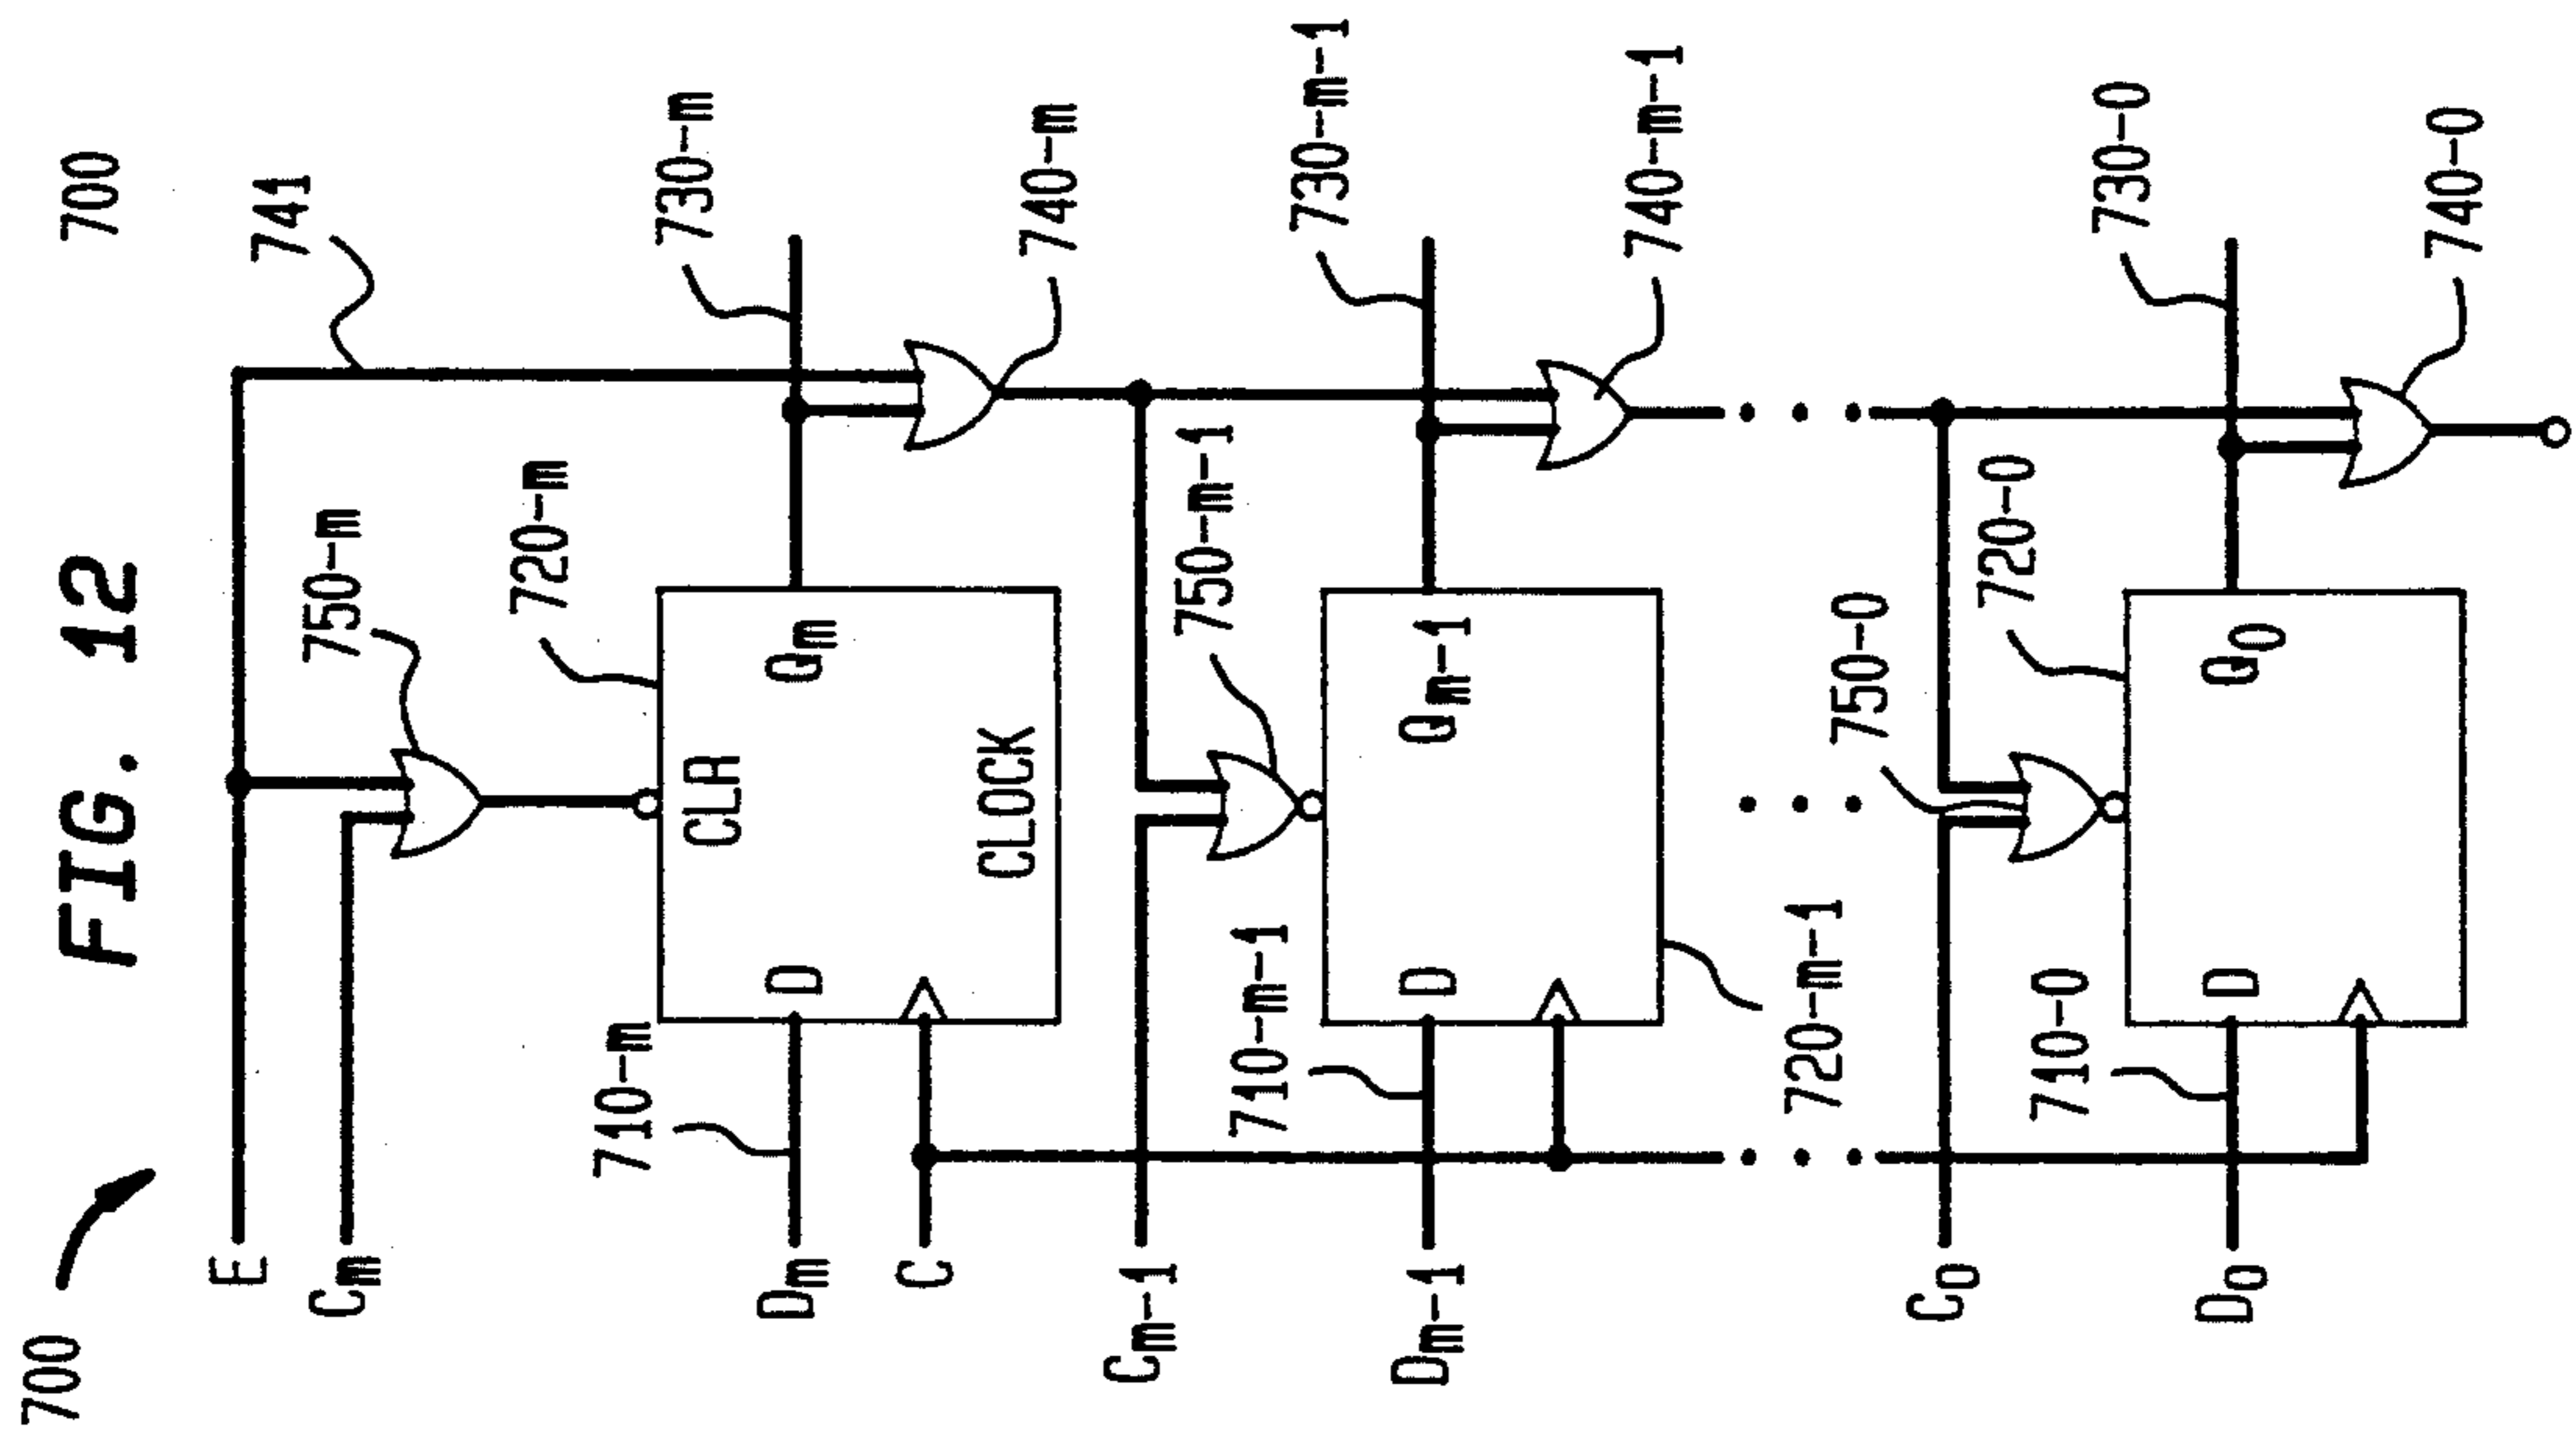 FIG. 12
700
700
741
E
Cm
750-m
720-m
730-m
CLR
710-m
Dm
D
Qm
C
CLOCK
740-m
Cm-1
750-m-1
730-m-1
710-m-1
Dm-1
D
Qm-1
740-m-1
720-m-1
C0
750-0
720-0
730-0
710-0
D0
D
Q0
740-0